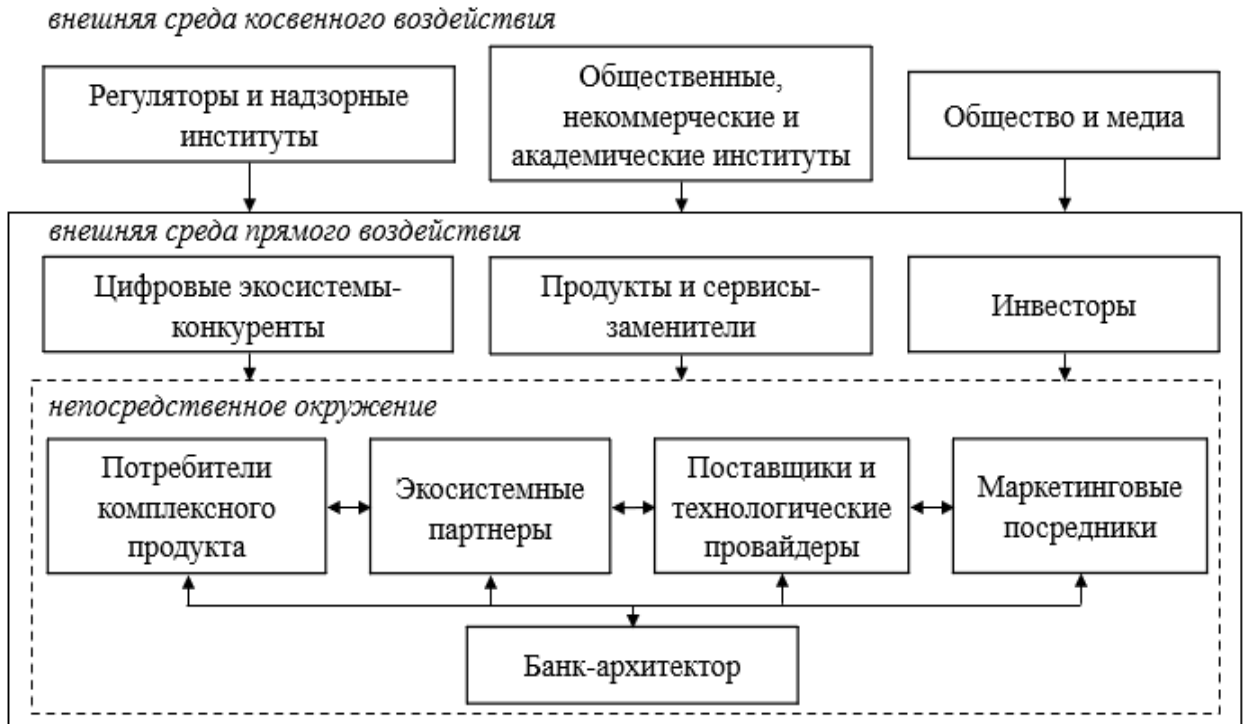 внешняя среда косвенного воздействия
Регуляторы и надзорные
институты
Общественные,
некоммерческие и
академические институты
Общество и медиа
внешняя среда прямого воздействия
Цифровые экосистемы-
конкуренты
Продукты и сервисы-
заменители
Инвесторы
непосредственное окружение
Потребители
комплексного
продукта
Экосистемные
партнеры
Поставщики и
технологические
провайдеры
Маркетинговые
посредники
Банк-архитектор